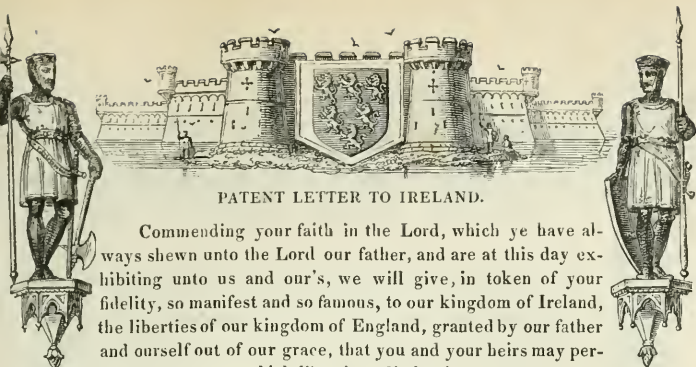 PATENT LETTER TO IRELAND.
Commending your faith in the Lord, which ye have al-
ways shewn unto the Lord our father, and are at this day ex-
hibiting unto us and our's, we will give, in token of your
fidelity, so manifest and so famous, to our kingdom of Ireland,
the liberties of our kingdom of England, granted by our father
and ourself out of our grace, that you and your heirs may per-